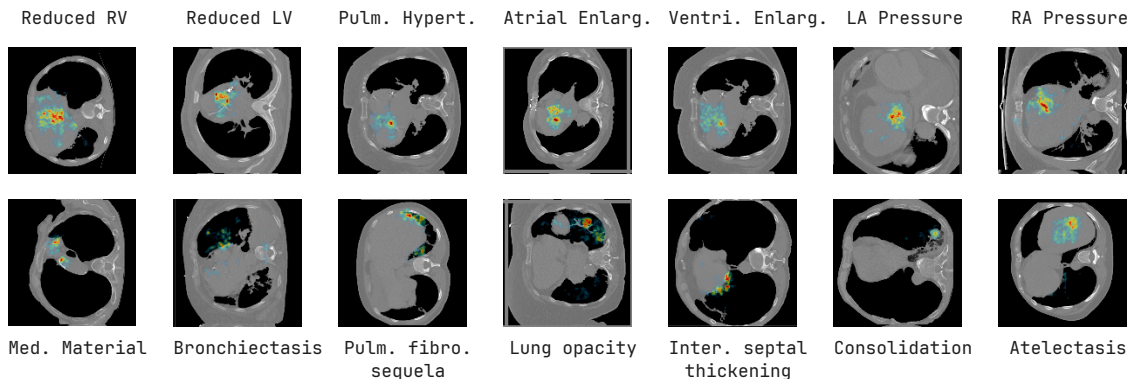 Reduced RV Reduced LV Pulm. Hypert. Atrial Enlarg. Ventri. Enlarg. LA Pressure RA Pressure
Med. Material Bronchiectasis Pulm. fibro. Lung opacity Inter. septal Consolidation Atelectasis
sequela thickening